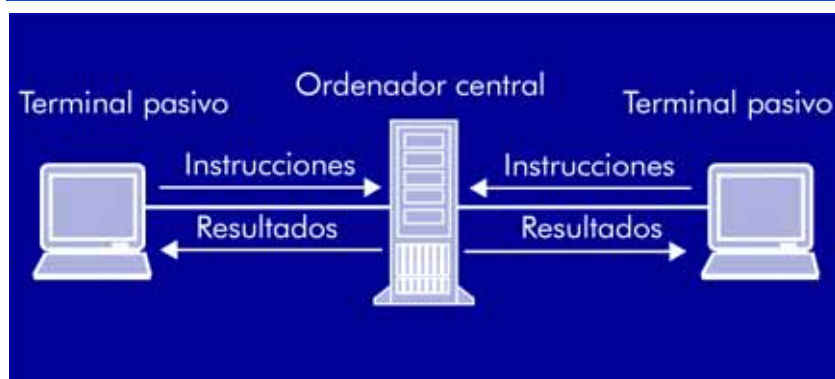 Ordenador central
Terminal pasivo
Terminal pasivo
Instrucciones
Instrucciones
Resultados
Resultados